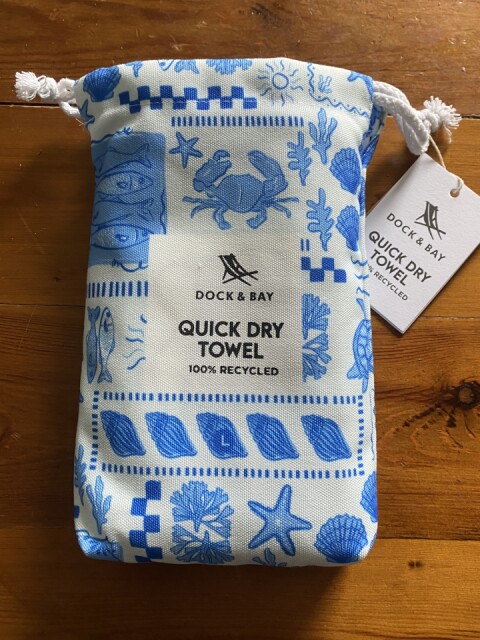 DOCK & BAY
QUICK DRY
TOWEL
100% RECYCLED
L
DOCK & BAY
QUICK DRY
TOWEL
% RECYCLED